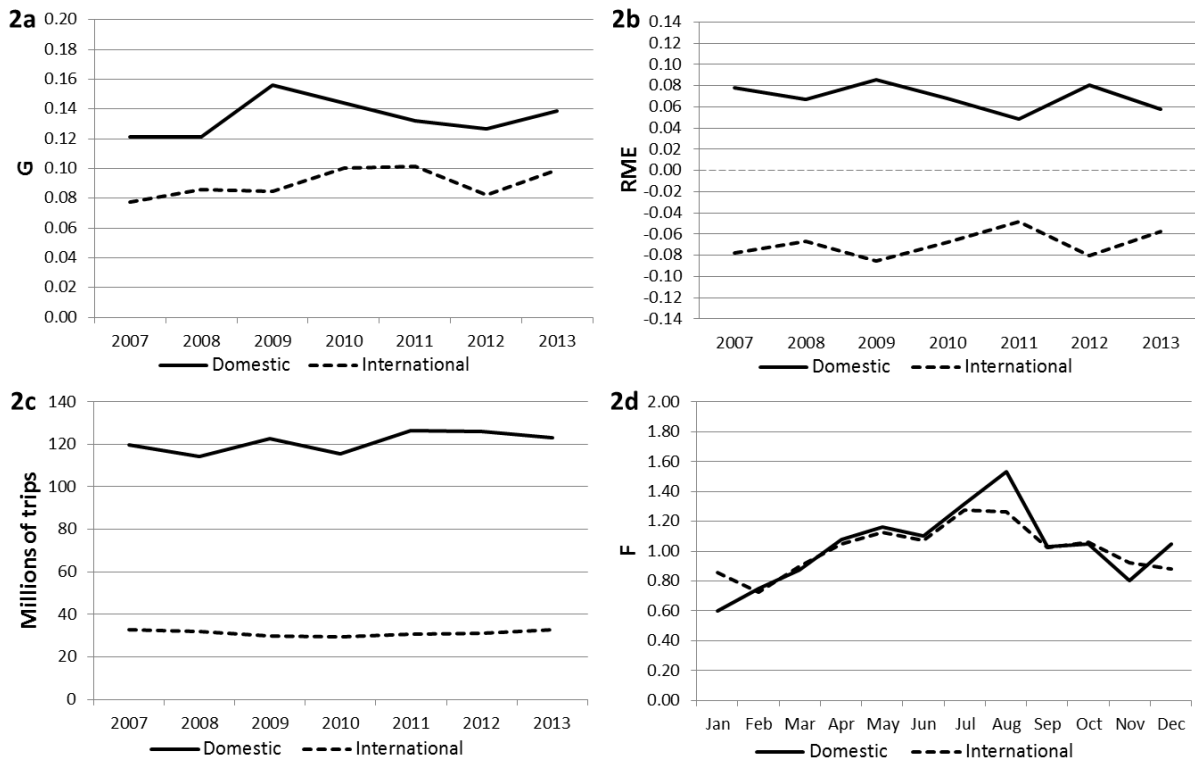 2a
0.20
0.18
0.16
0.14
0.12
0.10
0.08
0.06
0.04
0.02
0.00
G
2007 2008 2009 2010 2011 2012 2013
Domestic International
2b
0.14
0.12
0.10
0.08
0.06
0.04
0.02
0.00
-0.02
-0.04
-0.06
-0.08
-0.10
-0.12
-0.14
RME
2007 2008 2009 2010 2011 2012 2013
Domestic International
2c
140
120
100
80
60
40
20
0
Millions of trips
2007 2008 2009 2010 2011 2012 2013
Domestic International
2d
2.00
1.80
1.60
1.40
1.20
1.00
0.80
0.60
0.40
0.20
0.00
F
Jan Feb Mar Apr May Jun Jul Aug Sep Oct Nov Dec
Domestic International